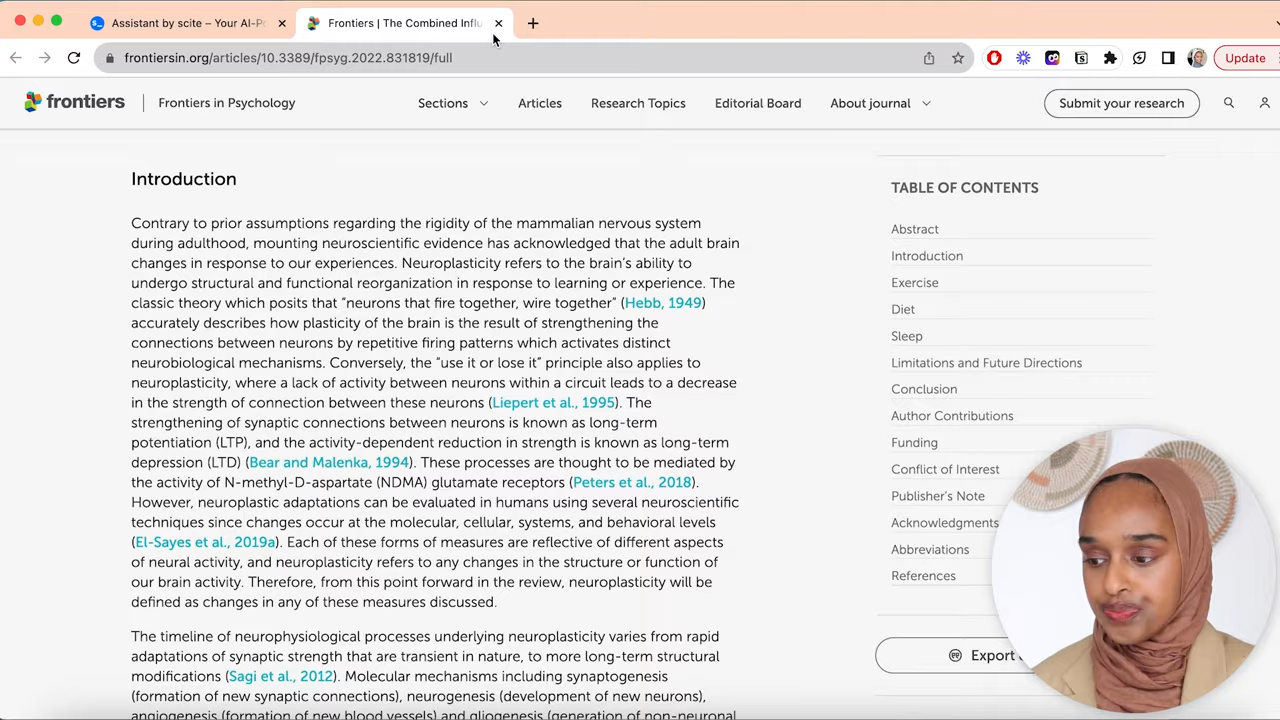 Assistant by scite – Your AI-Po
Frontiers | The Combined Influ
frontiersin.org/articles/10.3389/fpsyg.2022.831819/full
Update
frontiers
Frontiers in Psychology
Sections
Articles
Research Topics
Editorial Board
About journal
Submit your research
Introduction
Contrary to prior assumptions regarding the rigidity of the mammalian nervous system
during adulthood, mounting neuroscientific evidence has acknowledged that the adult brain
changes in response to our experiences. Neuroplasticity refers to the brain's ability to
undergo structural and functional reorganization in response to learning or experience. The
classic theory which posits that “neurons that fire together, wire together” (Hebb, 1949)
accurately describes how plasticity of the brain is the result of strengthening the
connections between neurons by repetitive firing patterns which activates distinct
neurobiological mechanisms. Conversely, the “use it or lose it” principle also applies to
neuroplasticity, where a lack of activity between neurons within a circuit leads to a decrease
in the strength of connection between these neurons (Liepert et al., 1995). The
strengthening of synaptic connections between neurons is known as long-term
potentiation (LTP), and the activity-dependent reduction in strength is known as long-term
depression (LTD) (Bear and Malenka, 1994). These processes are thought to be mediated by
the activity of N-methyl-D-aspartate (NDMA) glutamate receptors (Peters et al., 2018).
However, neuroplastic adaptations can be evaluated in humans using several neuroscientific
techniques since changes occur at the molecular, cellular, systems, and behavioral levels
(El-Sayes et al., 2019a). Each of these forms of measures are reflective of different aspects
of neural activity, and neuroplasticity refers to any changes in the structure or function of
our brain activity. Therefore, from this point forward in the review, neuroplasticity will be
defined as changes in any of these measures discussed.
The timeline of neurophysiological processes underlying neuroplasticity varies from rapid
adaptations of synaptic strength that are transient in nature, to more long-term structural
modifications (Sagi et al., 2012). Molecular mechanisms including synaptogenesis
(formation of new synaptic connections), neurogenesis (development of new neurons),
angiogenesis (formation of new blood vessels) and gliogenesis (generation of non-neuronal
TABLE OF CONTENTS
Abstract
Introduction
Exercise
Diet
Sleep
Limitations and Future Directions
Conclusion
Author Contributions
Funding
Conflict of Interest
Publisher's Note
Acknowledgments
Abbreviations
References
Export